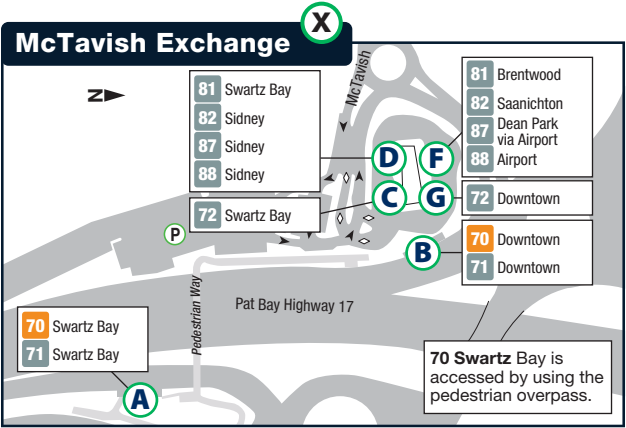 McTavish Exchange X
N
McTavish
81 Swartz Bay
82 Sidney
87 Sidney
88 Sidney
72 Swartz Bay
D
C
F
G
B
81 Brentwood
82 Saanichton
87 Dean Park
via Airport
88 Airport
72 Downtown
70 Downtown
71 Downtown
P
Pedestrian Way
Pat Bay Highway 17
70 Swartz Bay
71 Swartz Bay
A
70 Swartz Bay is
accessed by using the
pedestrian overpass.